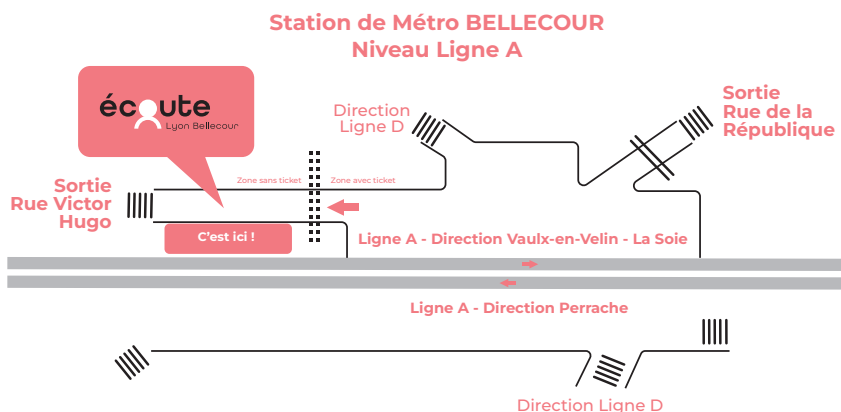 Station de Métro BELLECOUR
Niveau Ligne A
écoute
Lyon Bellecour
Direction
Ligne D
Sortie
Rue de la
République
Zone sans ticket
Zone avec ticket
Sortie
Rue Victor
Hugo
C'est ici !
Ligne A - Direction Vaulx-en-Velin - La Soie
Ligne A - Direction Perrache
Direction Ligne D